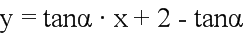 y = tanα · x + 2 - tanα